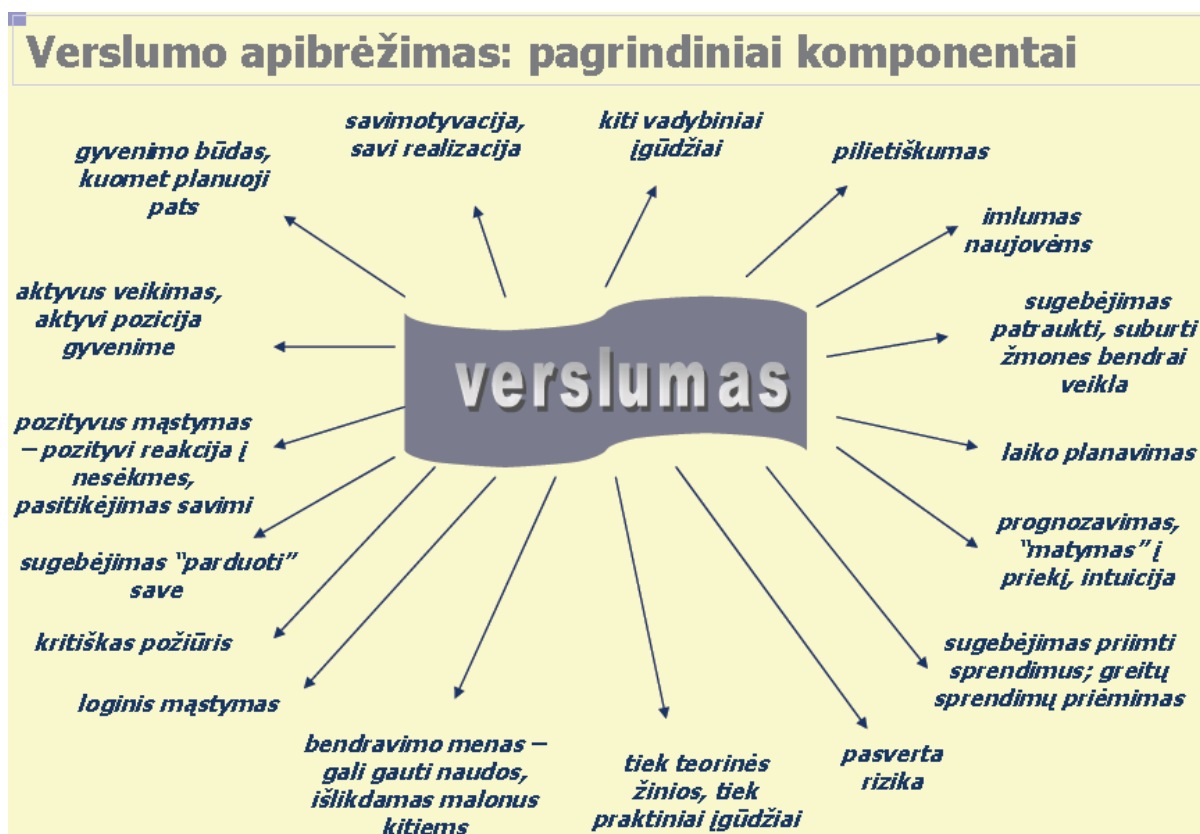 Verslumo apibrėžimas: pagrindiniai komponentai
savimotyvacija,
savi realizacija
kiti vadybiniai
įgūdžiai
gyvenimo būdas,
kuomet planuoji
pats
pilietiškumas
imlumas
naujovėms
aktyvus veikimas,
aktyvi pozicija
gyvenime
sugebėjimas
patraukti, suburti
žmones bendrai
veikla
verslumas
pozityvus mąstymas
– pozityvi reakcija į
nesėkmes,
pasitikėjimas savimi
laiko planavimas
prognozavimas,
“matymas” į
priekį, intuicija
sugebėjimas “parduoti”
save
kritiškas požiūris
sugebėjimas priimti
sprendimus; greitų
sprendimų priėmimas
loginis mąstymas
bendravimo menas –
gali gauti naudos,
išlikdamas malonus
kitiems
tiek teorinės
žinios, tiek
praktiniai įgūdžiai
pasverta
rizika